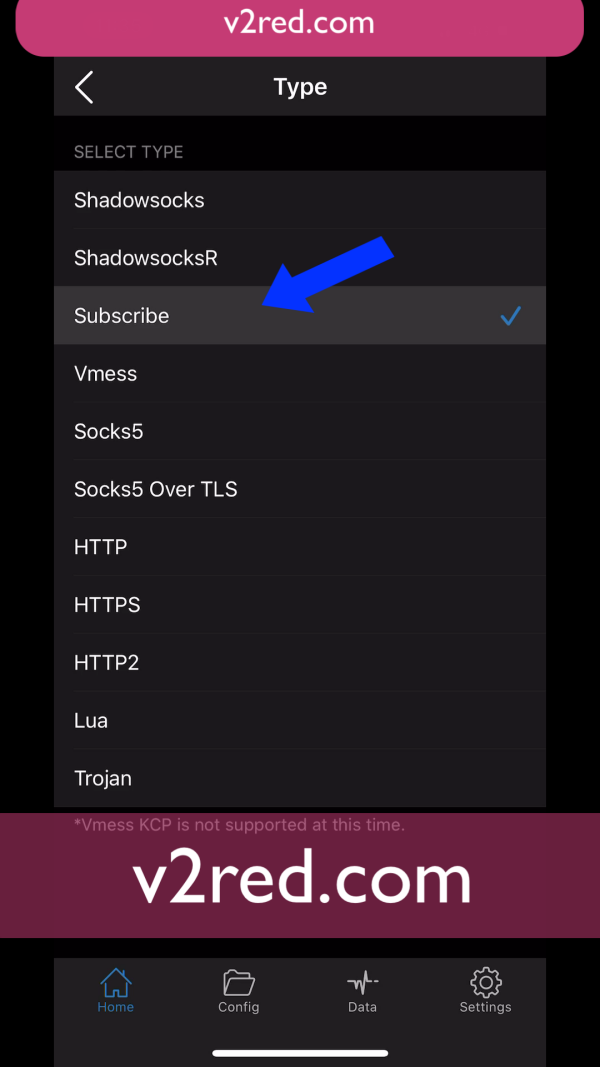 v2red.com
Type
SELECT TYPE
Shadowsocks
ShadowsocksR
Subscribe
Vmess
Socks5
Socks5 Over TLS
HTTP
HTTPS
HTTP2
Lua
Trojan
*Vmess KCP is not supported at this time.
v2red.com
Home
Config
Data
Settings